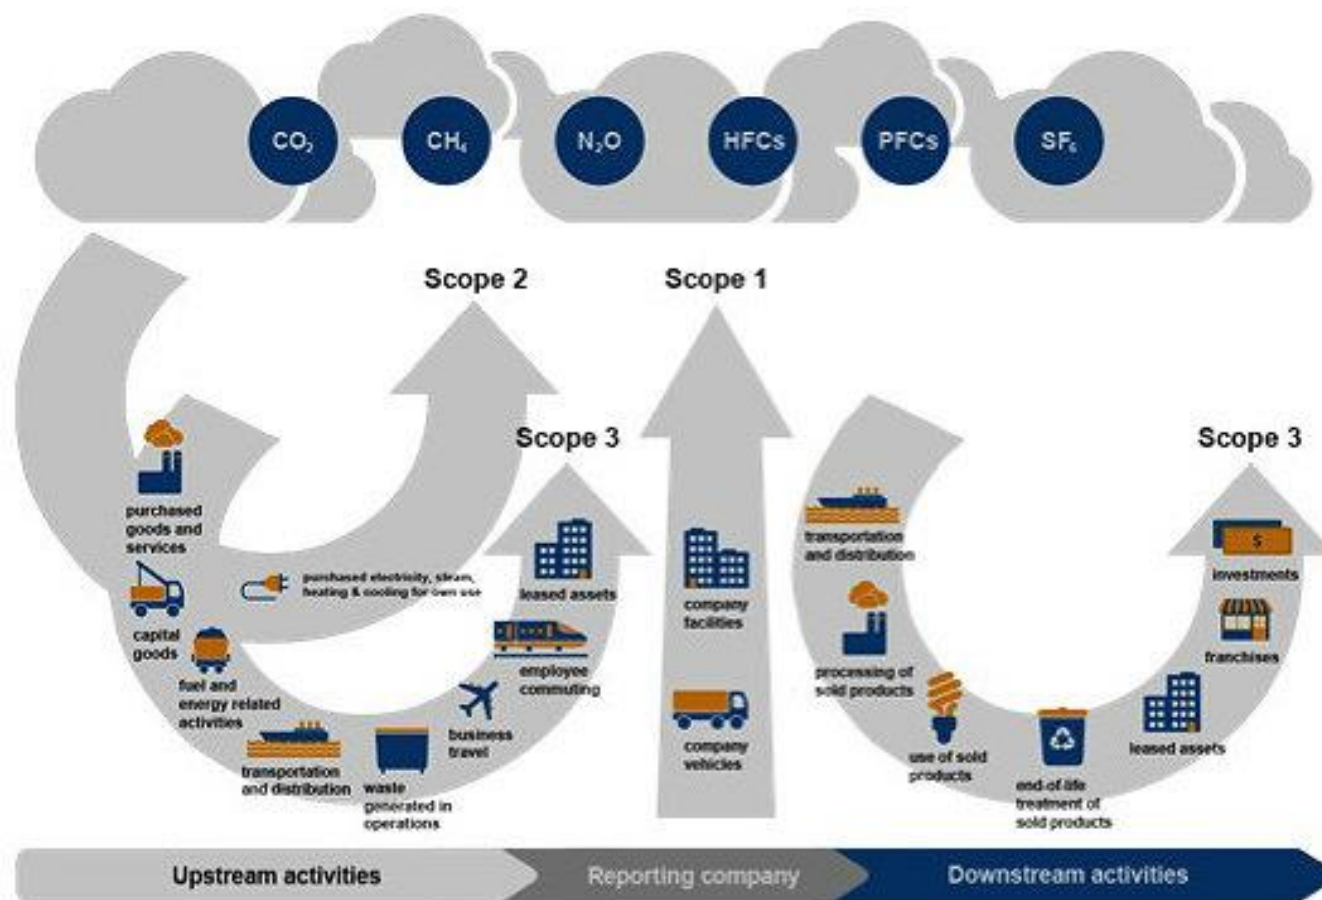 CO₂
CH₄
N₂O
HFCs
PFCs
SF₆
Scope 2
Scope 1
Scope 3
Scope 3
purchased
goods and
services
capital
goods
fuel and
energy related
activities
purchased electricity, steam,
heating & cooling for own use
transportation
and distribution
waste
generated in
operations
business
travel
employee
commuting
leased assets
company
facilities
company
vehicles
transportation
and distribution
processing of
sold products
use of sold
products
end-of-life
treatment of
sold products
leased assets
franchises
$
investments
Upstream activities
Reporting company
Downstream activities